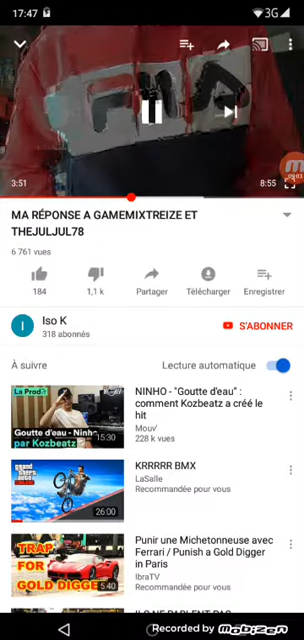 17:47
3G
FILA
3:51
8:55
09:03
MA RÉPONSE A GAMEMIXTREIZE ET
THEJULJUL78
6 761 vues
184
1,1 k
Partager
Télécharger
Enregistrer
I
Iso K
318 abonnés
S'ABONNER
À suivre
Lecture automatique
La Prod
15:30
Goutte d'eau - Ninho
par Kozbeatz
NINHO - "Goutte d'eau" :
comment Kozbeatz a créé le
hit
Mouv'
228 k vues
26:00
KRRRRR BMX
LaSalle
Recommandée pour vous
TRAP
FOR
GOLD DIGGE
5:40
Punir une Michetonneuse avec
Ferrari / Punish a Gold Digger
in Paris
IbraTV
Recommandée pour vous
Recorded by Mobizen